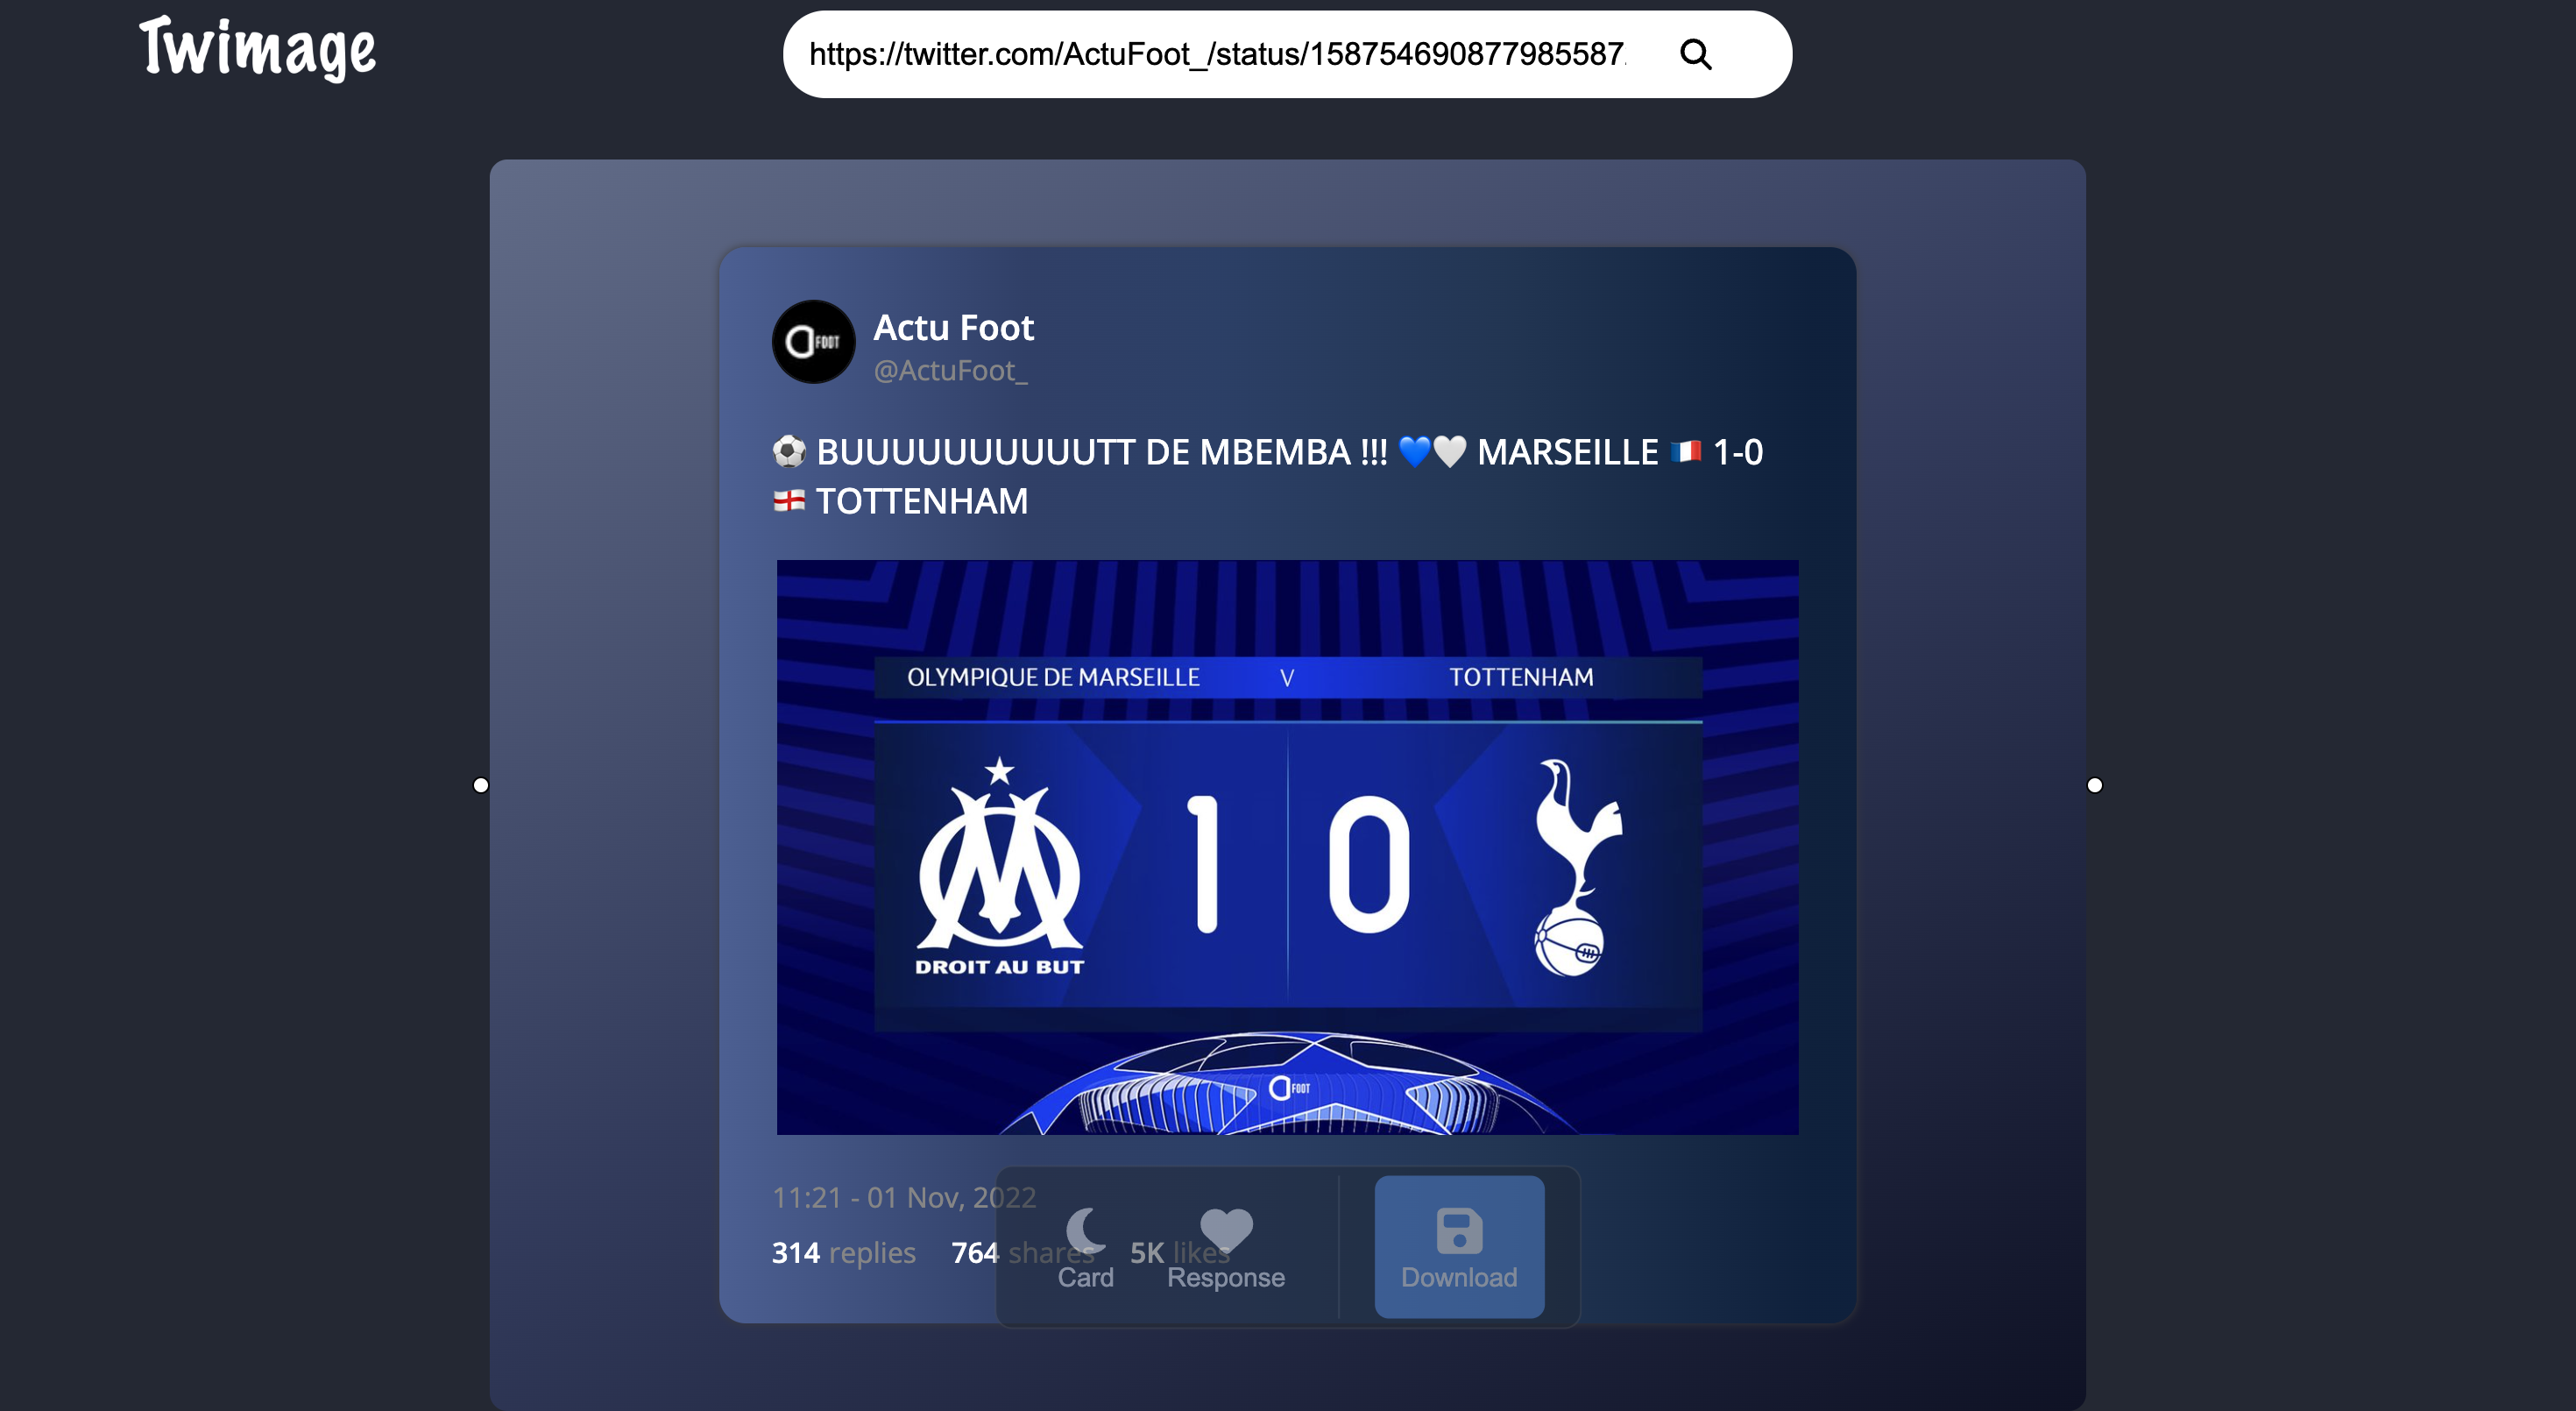 Twimage
https://twitter.com/ActuFoot_/status/158754690877985587
Actu Foot
@ActuFoot_
⚽ BUUUUUUUUUUTT DE MBEMBA !!! 💙🤍 MARSEILLE 🇫🇷 1-0
🏴󠁧󠁢󠁥󠁮󠁧󠁿 TOTTENHAM
OLYMPIQUE DE MARSEILLE V TOTTENHAM
1 0
DROIT AU BUT
FOOT
11:21 - 01 Nov, 2022
314 replies 764 shares 5K likes
Card Response Download